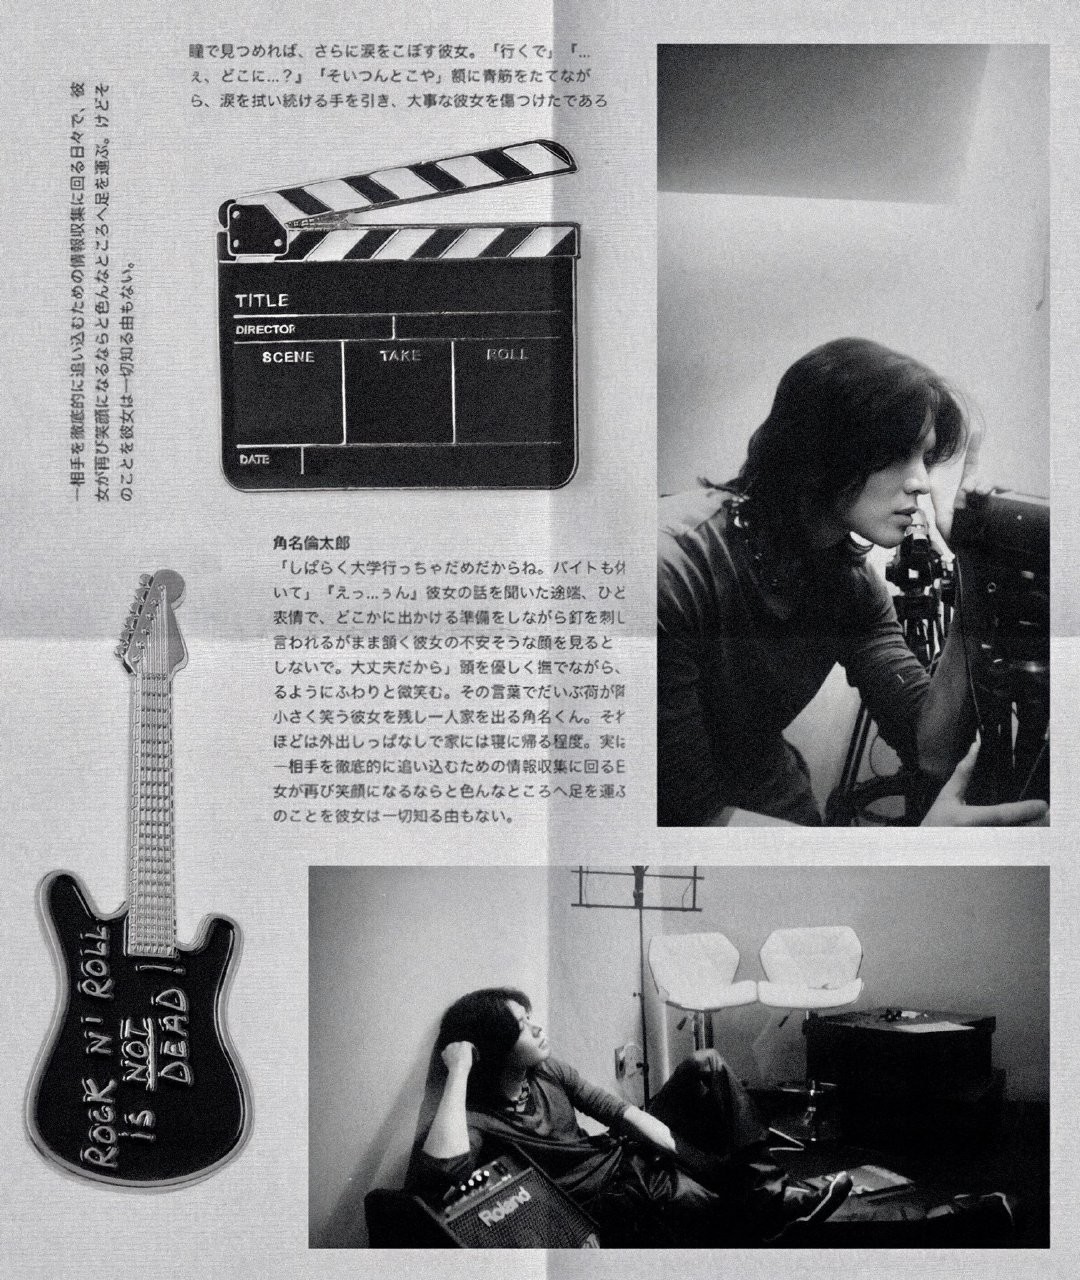 瞳で見つめれば、さらに涙をこぼす彼女。「行くで」『...
ぇ、どこに...?』「そいつんとこや」額に青筋をたてなが
ら、涙を拭い続ける手を引き、大事な彼女を傷つけたであろ
一相手を徹底的に追い込むための情報収集に回る日々で、彼
女が再び笑顔になるならと色んなところへ足を運ぶ。けどそ
のことを彼女は一切知る由もない。
TITLE
DIRECTOR
SCENE TAKE ROLL
DATE
角名倫太郎
「しばらく大学行っちゃだめだからね。バイトも休
いて」『えっ...ぅん』彼女の話を聞いた途端、ひど
表情で、どこかに出かける準備をしながら釘を刺し
言われるがまま頷く彼女の不安そうな顔を見ると
しないで。大丈夫だから」頭を優しく撫でながら、
るようにふわりと微笑む。その言葉でだいぶ荷が降
小さく笑う彼女を残し一人家を出る角名くん。それ
ほどは外出しっぱなしで家には寝に帰る程度。実は
一相手を徹底的に追い込むための情報収集に回る日
女が再び笑顔になるならと色んなところへ足を運ぶ
のことを彼女は一切知る由もない。
ROCK N' ROLL
IS NOT
DEAD !
Roland